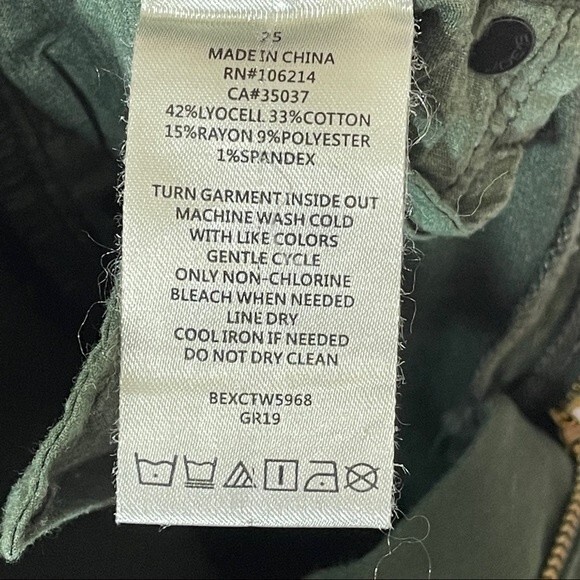 25
MADE IN CHINA
RN#106214
CA#35037
42%LYOCELL 33%COTTON
15%RAYON 9%POLYESTER
1%SPANDEX
TURN GARMENT INSIDE OUT
MACHINE WASH COLD
WITH LIKE COLORS
GENTLE CYCLE
ONLY NON-CHLORINE
BLEACH WHEN NEEDED
LINE DRY
COOL IRON IF NEEDED
DO NOT DRY CLEAN
BEXCTW5968
GR19